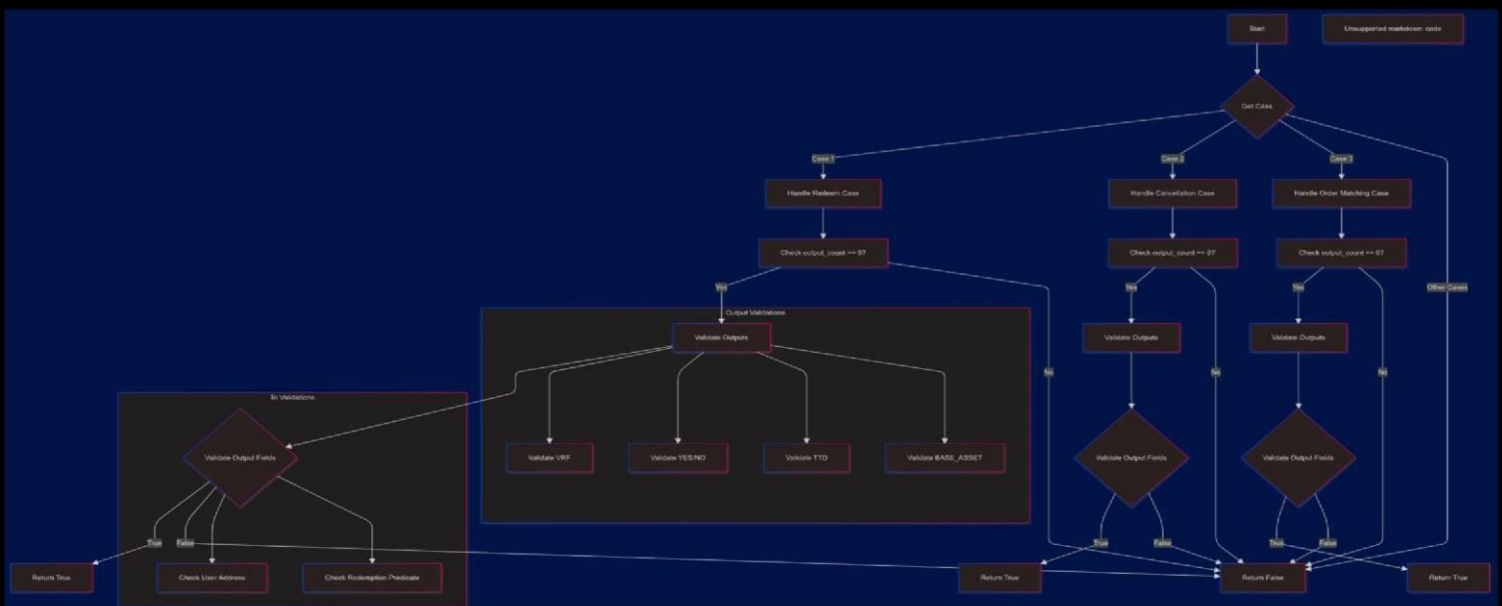 Start
Unsupported markdown: code
Get Case
Case 1
Case 2
Case 3
Handle Redeem Case
Handle Cancellation Case
Handle Order Matching Case
Check output_count ==
Check output_count ==
Check output_count ==
Yes
Yes
Yes
Other Cases
Output Validations
Validate Outputs
Validate Outputs
Validate Outputs
No
No
No
To Validations
Validate Output Fields
Validate VRF
Validate YES/NO
Validate TTD
Validate BASE_ASSET
Validate Output Fields
Validate Output Fields
True
False
True
False
True
False
Return True
Check User Address
Check Redemption Predicate
Return True
Return False
Return True